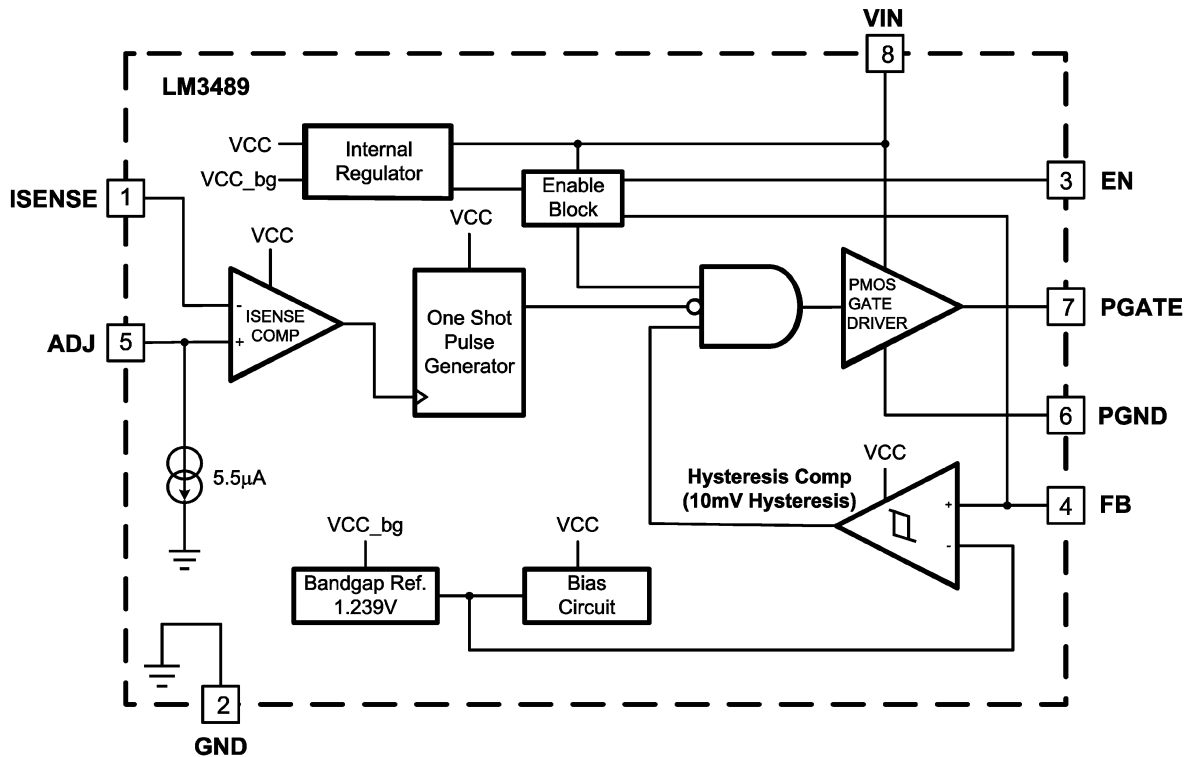 VIN
8
LM3489
VCC
VCC_bg
Internal
Regulator
Enable
Block
3
EN
ISENSE
1
VCC
VCC
-
ISENSE
COMP
+
ADJ
5
One Shot
Pulse
Generator
PMOS
GATE
DRIVER
7
PGATE
6
PGND
5.5µA
Hysteresis Comp
(10mV Hysteresis)
VCC
+
-
4
FB
VCC_bg
VCC
Bandgap Ref.
1.239V
Bias
Circuit
2
GND